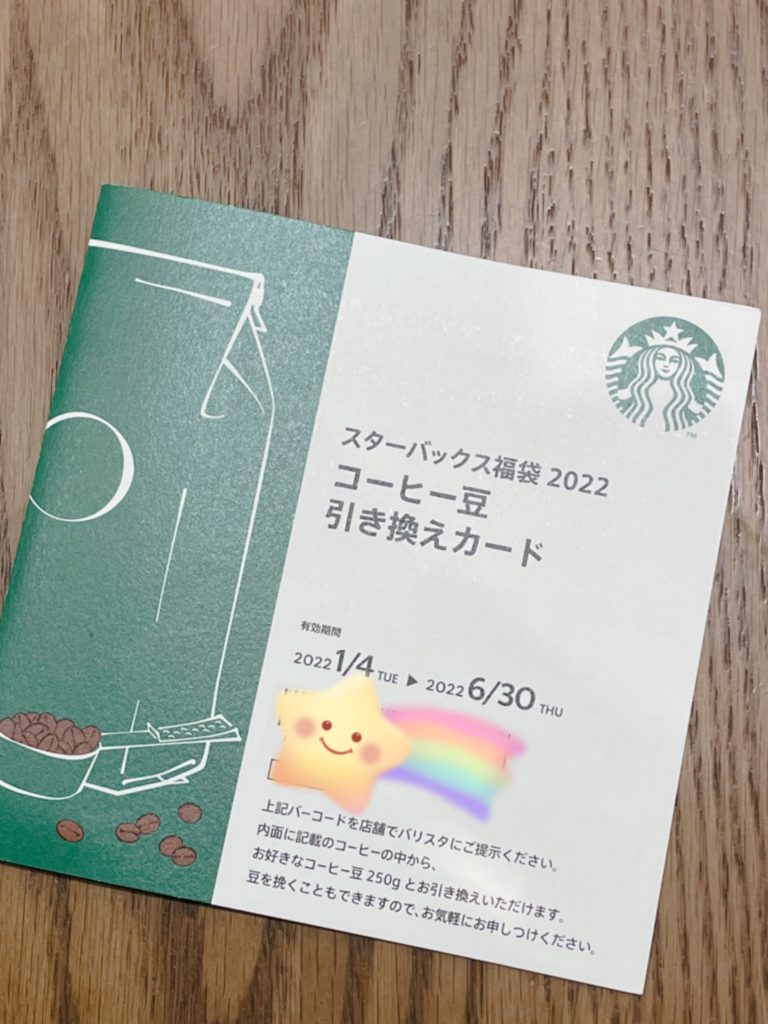 TM
スターバックス福袋 2022
コーヒー豆
引き換えカード
有効期間
2022 1/4 TUE ▶ 2022 6/30 THU
上記バーコードを店舗でバリスタにご提示ください。
内面に記載のコーヒーの中から、
お好きなコーヒー豆 250g とお引き換えいただけます。
豆を挽くこともできますので、お気軽にお申しつけください。